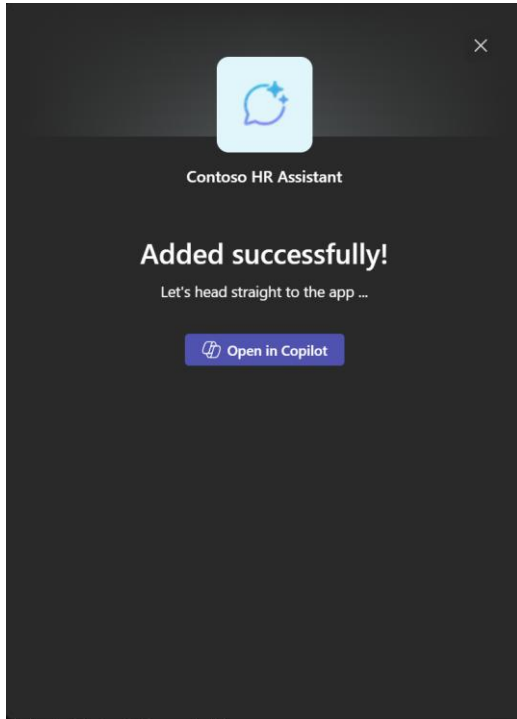 Contoso HR Assistant
Added successfully!
Let's head straight to the app ...
Open in Copilot